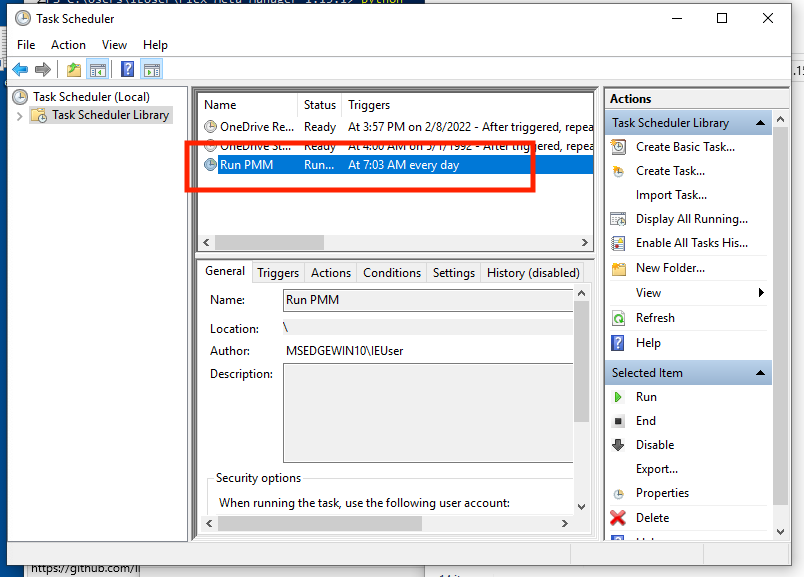 Task Scheduler
File Action View Help
Task Scheduler (Local)
Task Scheduler Library
Name Status Triggers
OneDrive Re... Ready At 3:57 PM on 2/8/2022 - After triggered, repea
OneDrive St... Ready At 4:00 AM on 5/1/1992 - After triggered, repea
Run PMM Run... At 7:03 AM every day
General Triggers Actions Conditions Settings History (disabled)
Name: Run PMM
Location: \
Author: MSEDGEWIN10\IEUser
Description:
Security options
When running the task, use the following user account:
Actions
Task Scheduler Library
Create Basic Task...
Create Task...
Import Task...
Display All Running...
Enable All Tasks His...
New Folder...
View
Refresh
Help
Selected Item
Run
End
Disable
Export...
Properties
Delete
https://github.com/